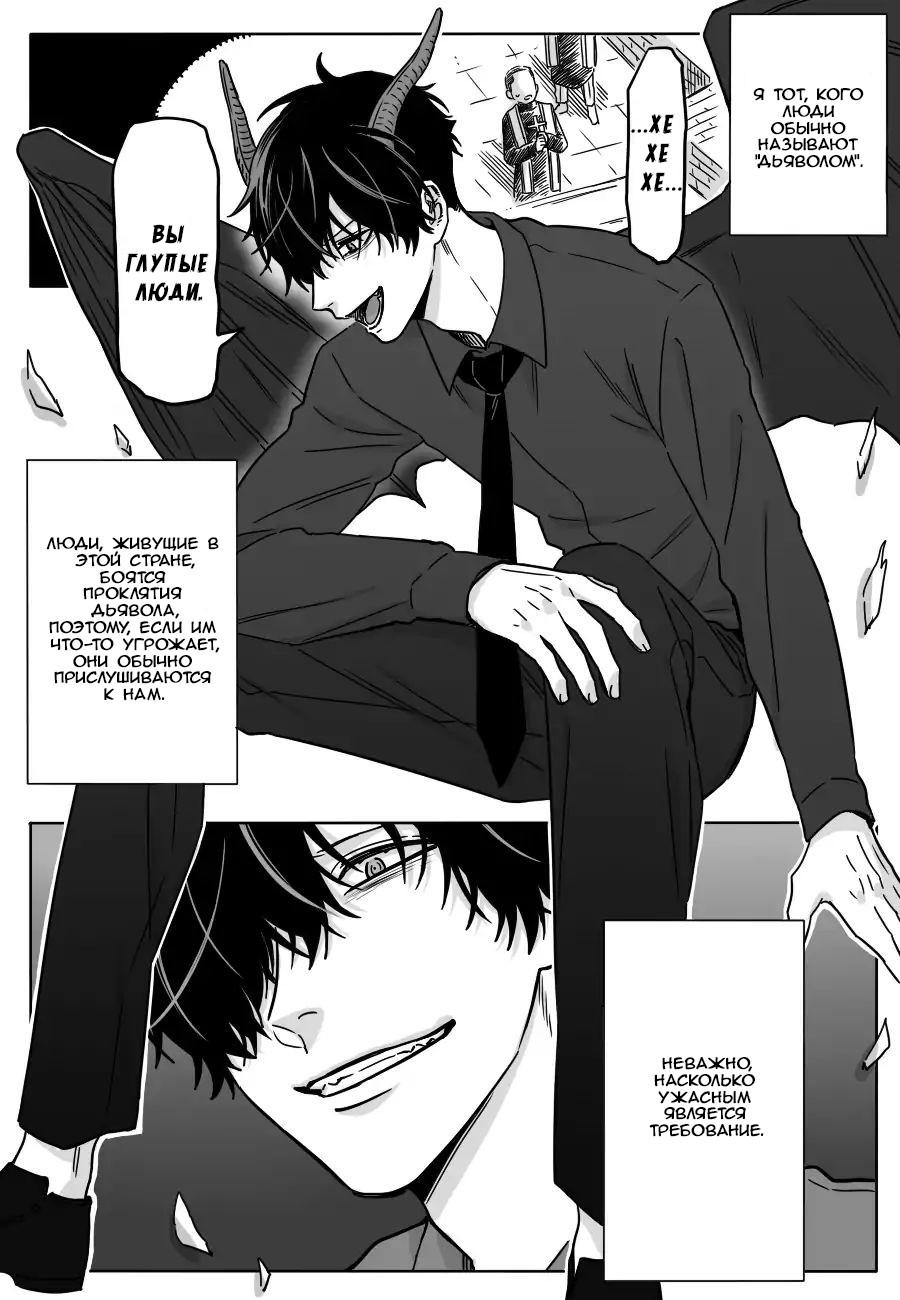 Я ТОТ, КОГО
ЛЮДИ
ОБЫЧНО
НАЗЫВАЮТ
"ДЬЯВОЛОМ".
...ХЕ
ХЕ
ХЕ...
ВЫ
ГЛУПЫЕ
ЛЮДИ.
ЛЮДИ, ЖИВУЩИЕ В
ЭТОЙ СТРАНЕ,
БОЯТСЯ
ПРОКЛЯТИЯ
ДЬЯВОЛА,
ПОЭТОМУ, ЕСЛИ ИМ
ЧТО-ТО УГРОЖАЕТ,
ОНИ ОБЫЧНО
ПРИСЛУШИВАЮТСЯ
К НАМ.
НЕВАЖНО,
НАСКОЛЬКО
УЖАСНЫМ
ЯВЛЯЕТСЯ
ТРЕБОВАНИЕ.